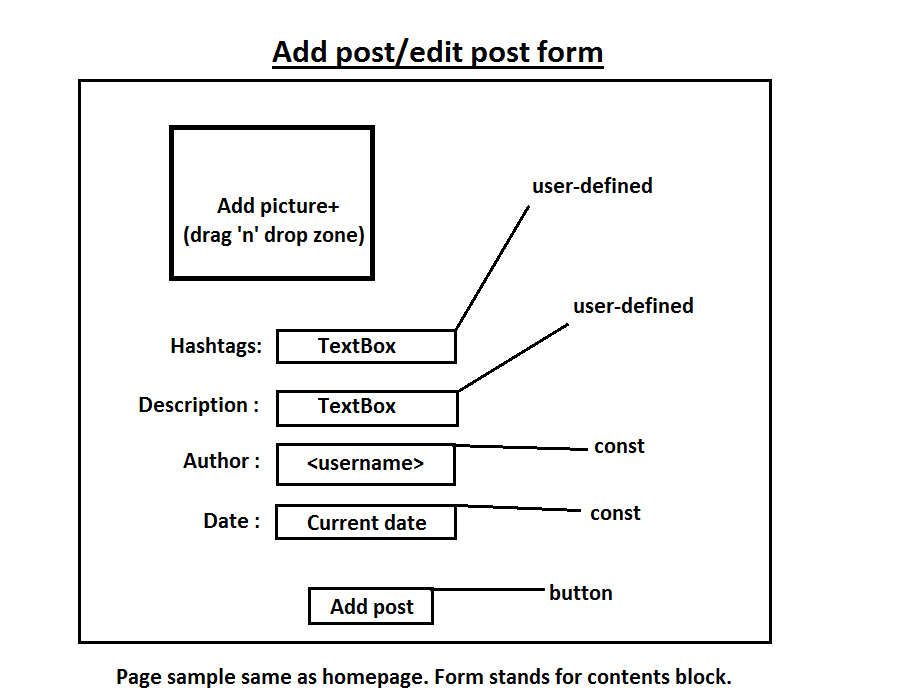 Add post/edit post form
Add picture+
(drag 'n' drop zone)
user-defined
user-defined
Hashtags: TextBox
Description : TextBox
Author : <username> const
Date : Current date const
Add post button
Page sample same as homepage. Form stands for contents block.